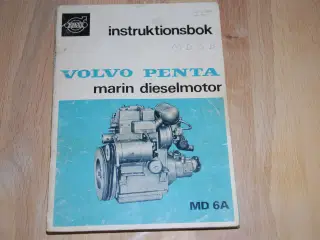 instruktionsbok
VOLVO PENTA
marin dieselmotor
MD 6A